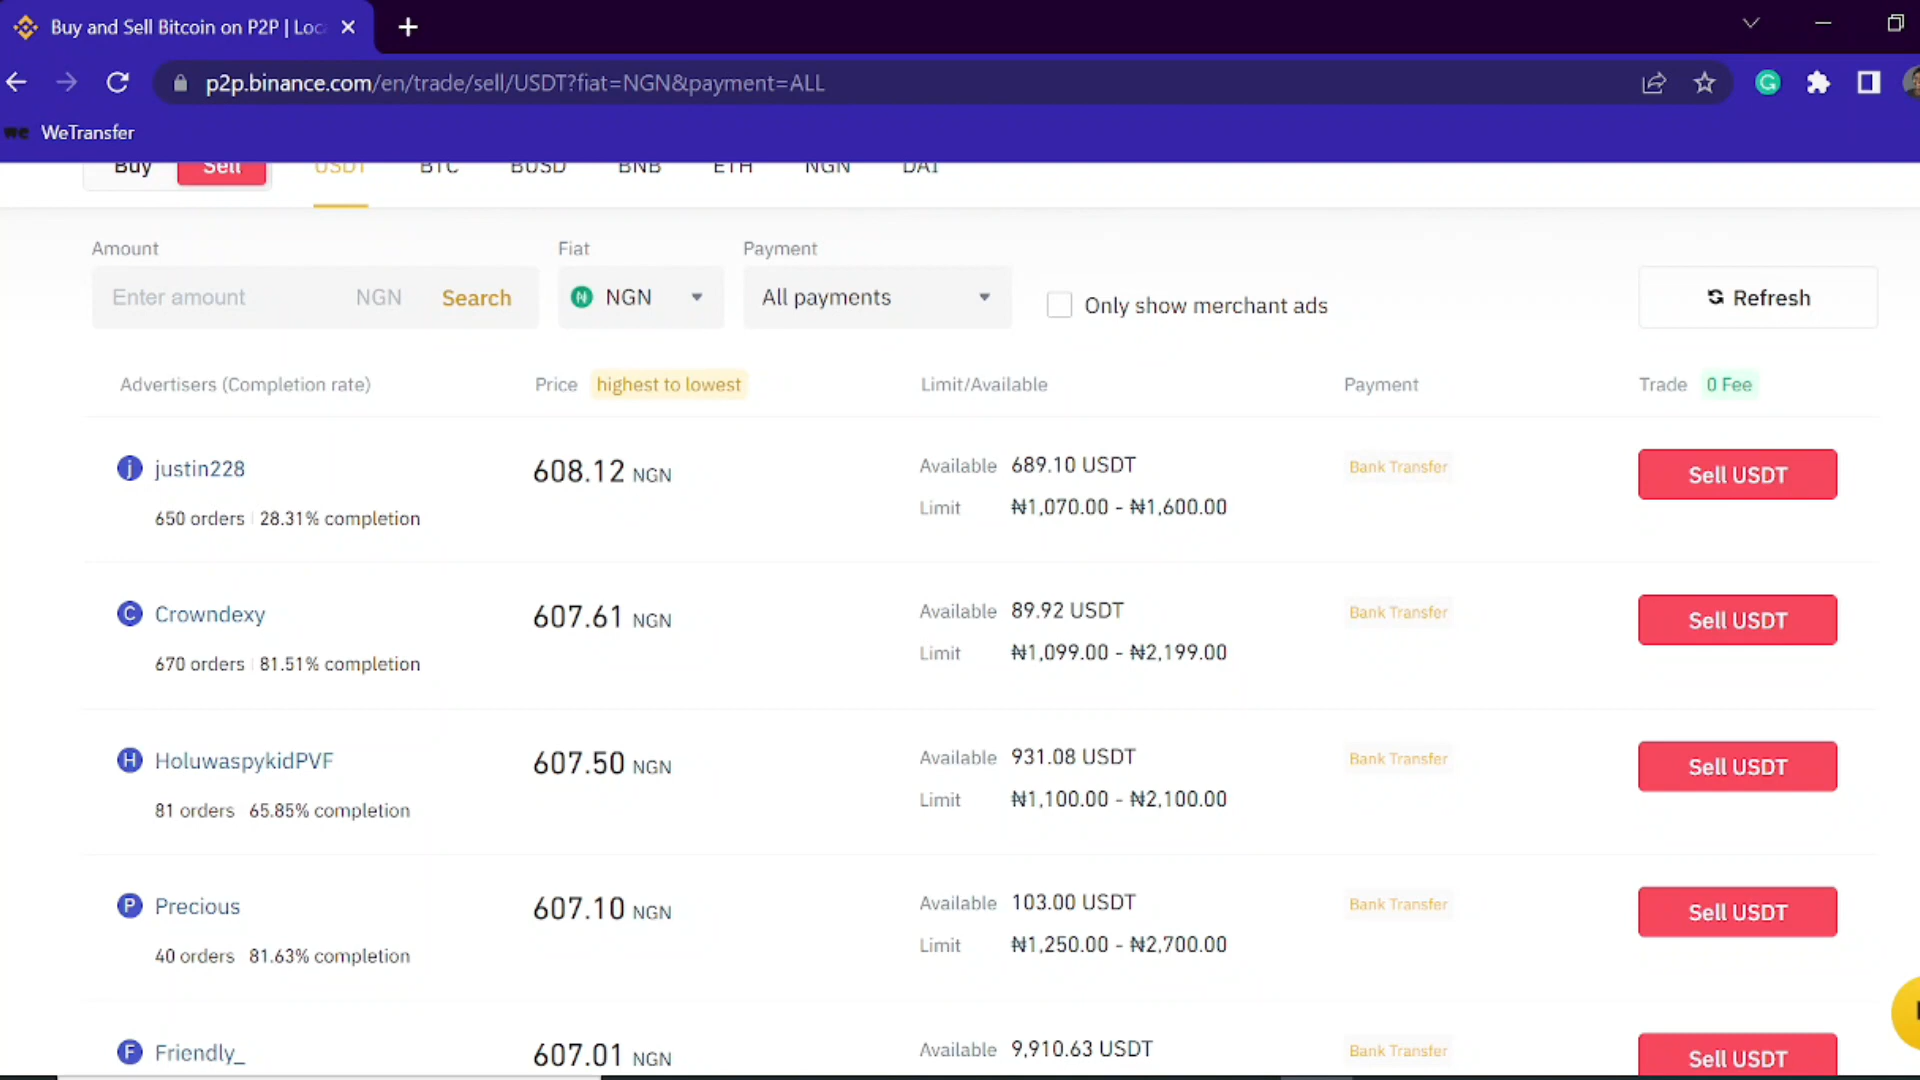 Buy and Sell Bitcoin on P2P | Loc
p2p.binance.com/en/trade/sell/USDT?fiat=NGN&payment=ALL
we WeTransfer
Buy Sell USDT BTC BUSD BNB ETH NGN DAI
Amount Fiat Payment
Enter amount NGN Search NGN All payments Only show merchant ads Refresh
Advertisers (Completion rate) Price highest to lowest Limit/Available Payment Trade 0 Fee
j justin228 608.12 NGN Available 689.10 USDT Bank Transfer Sell USDT
650 orders 28.31% completion Limit ₦1,070.00 - ₦1,600.00
C Crowndexy 607.61 NGN Available 89.92 USDT Bank Transfer Sell USDT
670 orders 81.51% completion Limit ₦1,099.00 - ₦2,199.00
H HoluwaspykidPVF 607.50 NGN Available 931.08 USDT Bank Transfer Sell USDT
81 orders 65.85% completion Limit ₦1,100.00 - ₦2,100.00
P Precious 607.10 NGN Available 103.00 USDT Bank Transfer Sell USDT
40 orders 81.63% completion Limit ₦1,250.00 - ₦2,700.00
F Friendly_ 607.01 NGN Available 9,910.63 USDT Bank Transfer Sell USDT